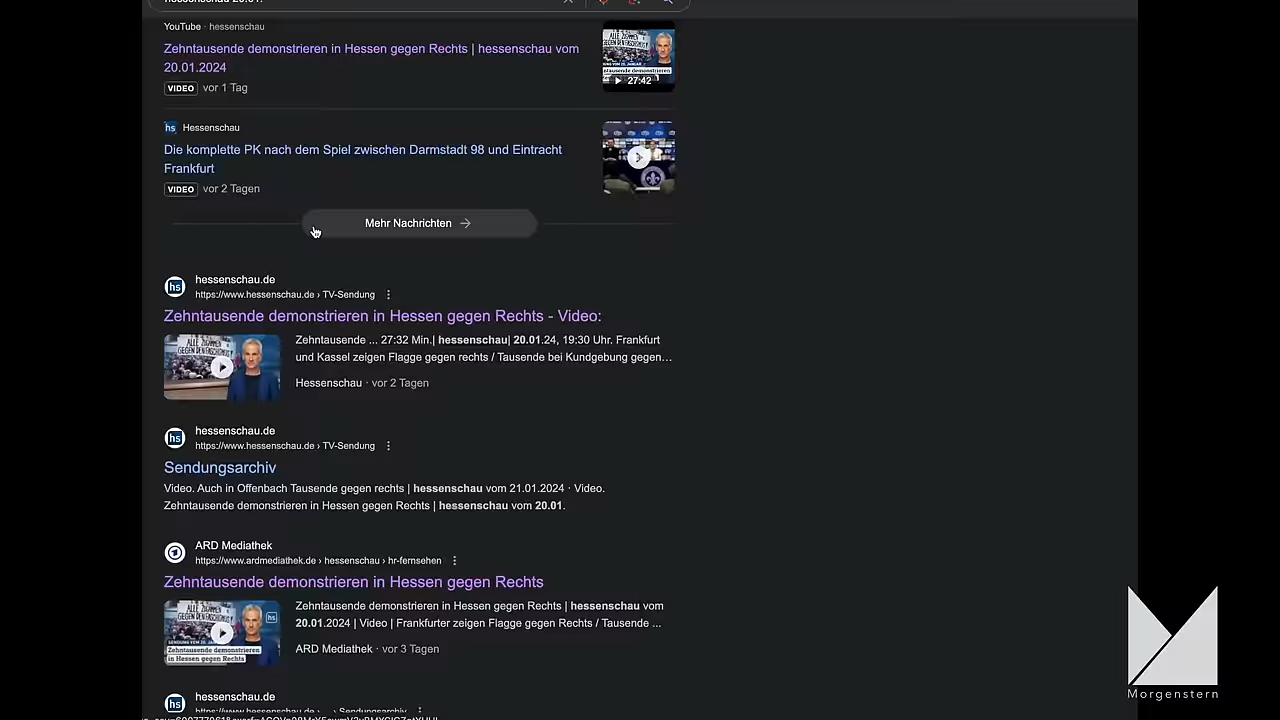 YouTube · hessenschau
Zehntausende demonstrieren in Hessen gegen Rechts | hessenschau vom
20.01.2024
VIDEO vor 1 Tag
27:42
hs Hessenschau
Die komplette PK nach dem Spiel zwischen Darmstadt 98 und Eintracht
Frankfurt
VIDEO vor 2 Tagen
Mehr Nachrichten →
hs hessenschau.de
https://www.hessenschau.de › TV-Sendung
Zehntausende demonstrieren in Hessen gegen Rechts - Video:
Zehntausende ... 27:32 Min.| hessenschau| 20.01.24, 19:30 Uhr. Frankfurt
und Kassel zeigen Flagge gegen rechts / Tausende bei Kundgebung gegen...
Hessenschau · vor 2 Tagen
hs hessenschau.de
https://www.hessenschau.de › TV-Sendung
Sendungsarchiv
Video. Auch in Offenbach Tausende gegen rechts | hessenschau vom 21.01.2024 · Video.
Zehntausende demonstrieren in Hessen gegen Rechts | hessenschau vom 20.01.
ARD Mediathek
https://www.ardmediathek.de › hessenschau › hr-fernsehen
Zehntausende demonstrieren in Hessen gegen Rechts
Zehntausende demonstrieren in Hessen gegen Rechts | hessenschau vom
20.01.2024 | Video | Frankfurter zeigen Flagge gegen Rechts / Tausende ...
Zehntausende demonstrieren
in Hessen gegen Rechts
ARD Mediathek · vor 3 Tagen
hs hessenschau.de
Morgenstern